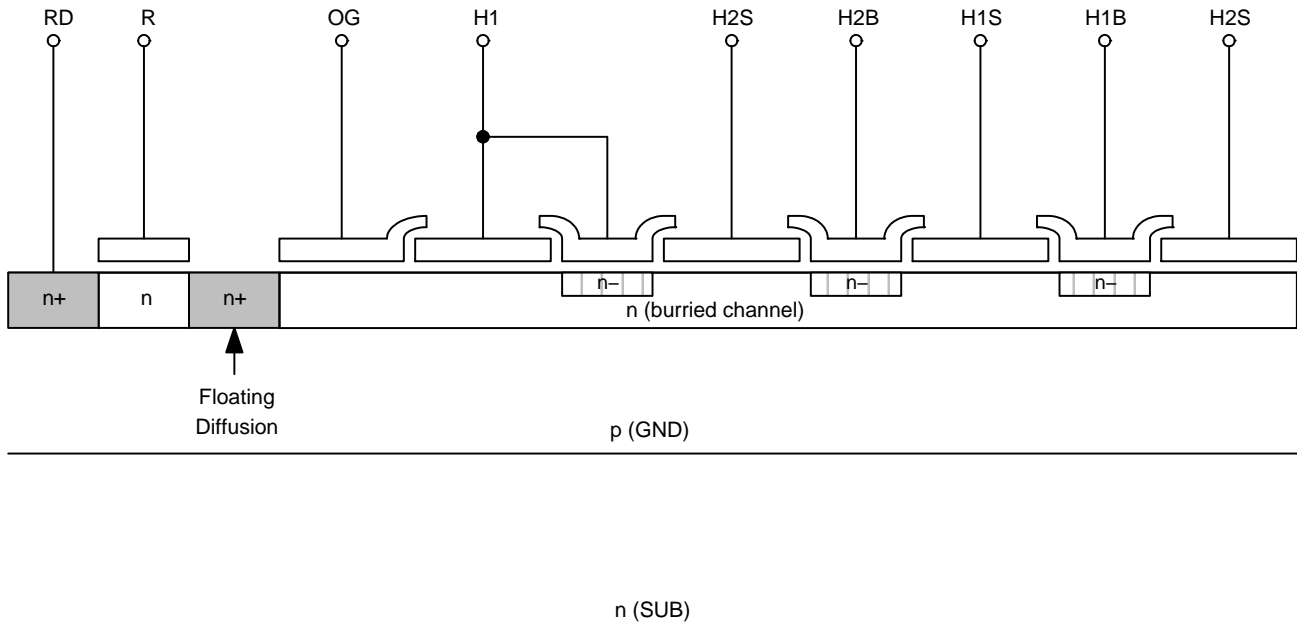 RD R OG H1 H2S H2B H1S H1B H2S
n+ n n+ n– n– n–
n (burried channel)
Floating
Diffusion
p (GND)
n (SUB)